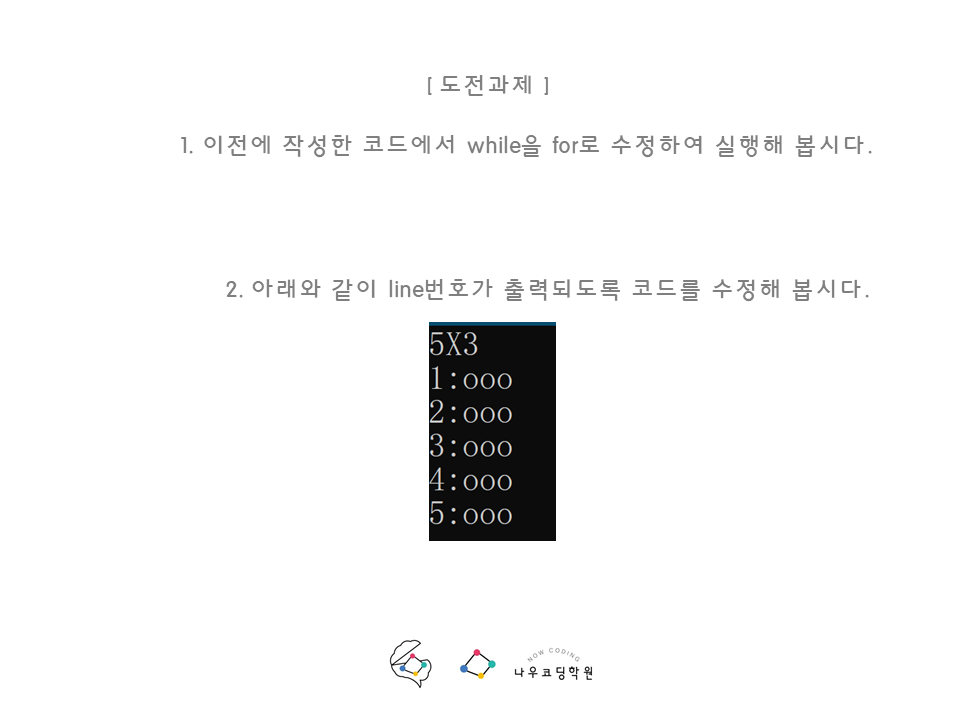 [ 도전과제 ]
1. 이전에 작성한 코드에서 while을 for로 수정하여 실행해 봅시다.
2. 아래와 같이 line번호가 출력되도록 코드를 수정해 봅시다.
5X3
1:ooo
2:ooo
3:ooo
4:ooo
5:ooo
NOW CODING
나우코딩학원